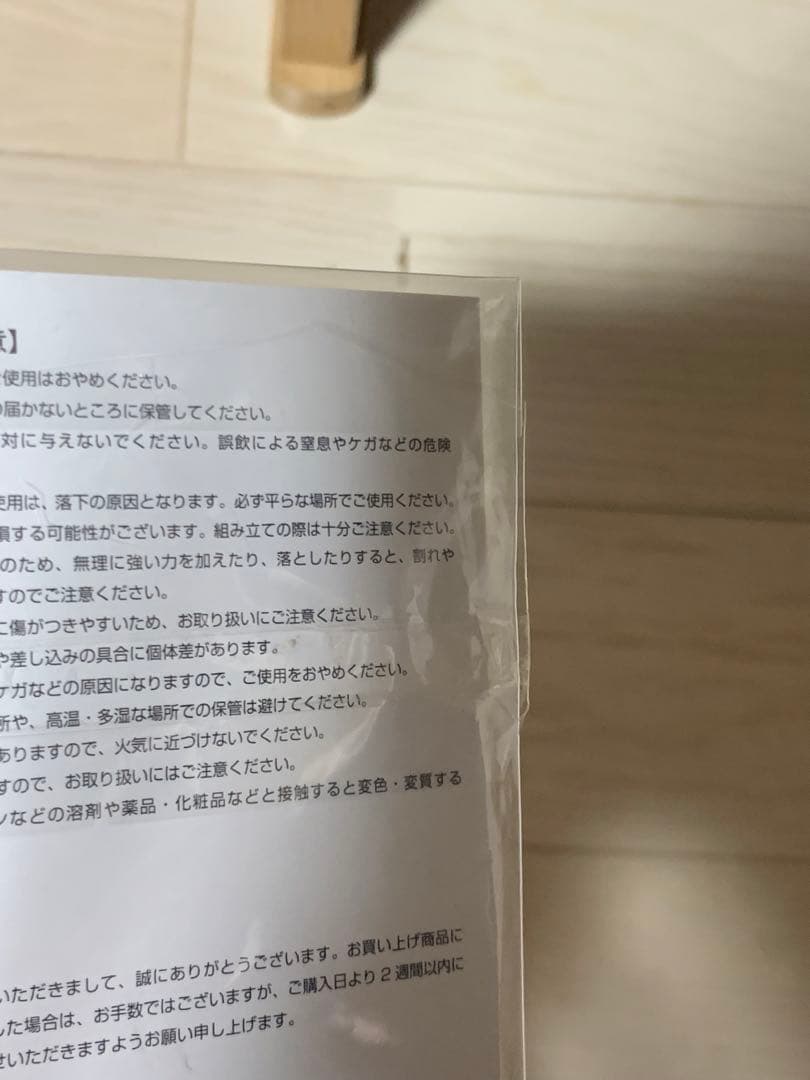 意】
使用はおやめください。
届かないところに保管してください。
対に与えないでください。誤飲による窒息やケガなどの危険
使用は、落下の原因となります。必ず平らな場所でご使用ください。
損する可能性がございます。組み立ての際は十分ご注意ください。
のため、無理に強い力を加えたり、落としたりすると、割れや
すのでご注意ください。
に傷がつきやすいため、お取り扱いにご注意ください。
や差し込みの具合に個体差があります。
ケガなどの原因になりますので、ご使用をおやめください。
所や、高温・多湿な場所での保管は避けてください。
ありますので、火気に近づけないでください。
すので、お取り扱いにはご注意ください。
などの溶剤や薬品・化粧品などと接触すると変色・変質する
いただきまして、誠にありがとうございます。お買い上げ商品に
した場合は、お手数ではございますが、ご購入日より2週間以内に
せいただきますようお願い申し上げます。